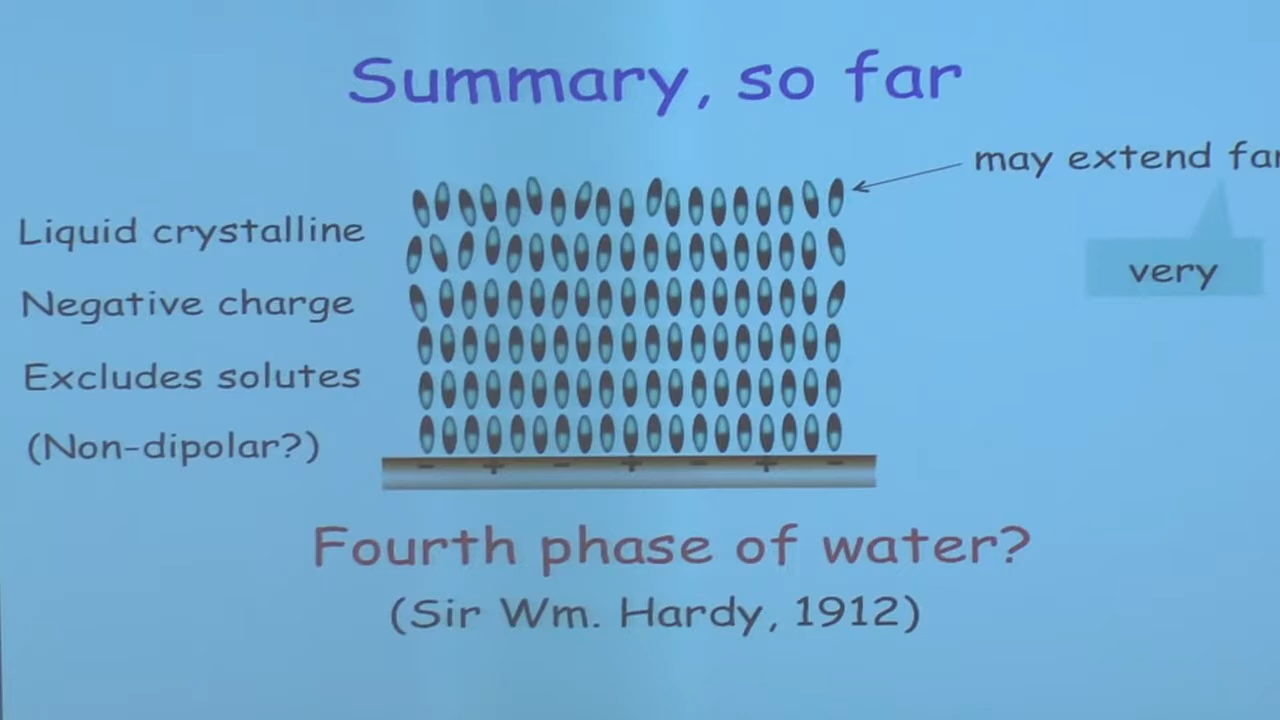 Summary, so far
may extend far
very
Liquid crystalline
Negative charge
Excludes solutes
(Non-dipolar?)
- + - + - + -
Fourth phase of water?
(Sir Wm. Hardy, 1912)